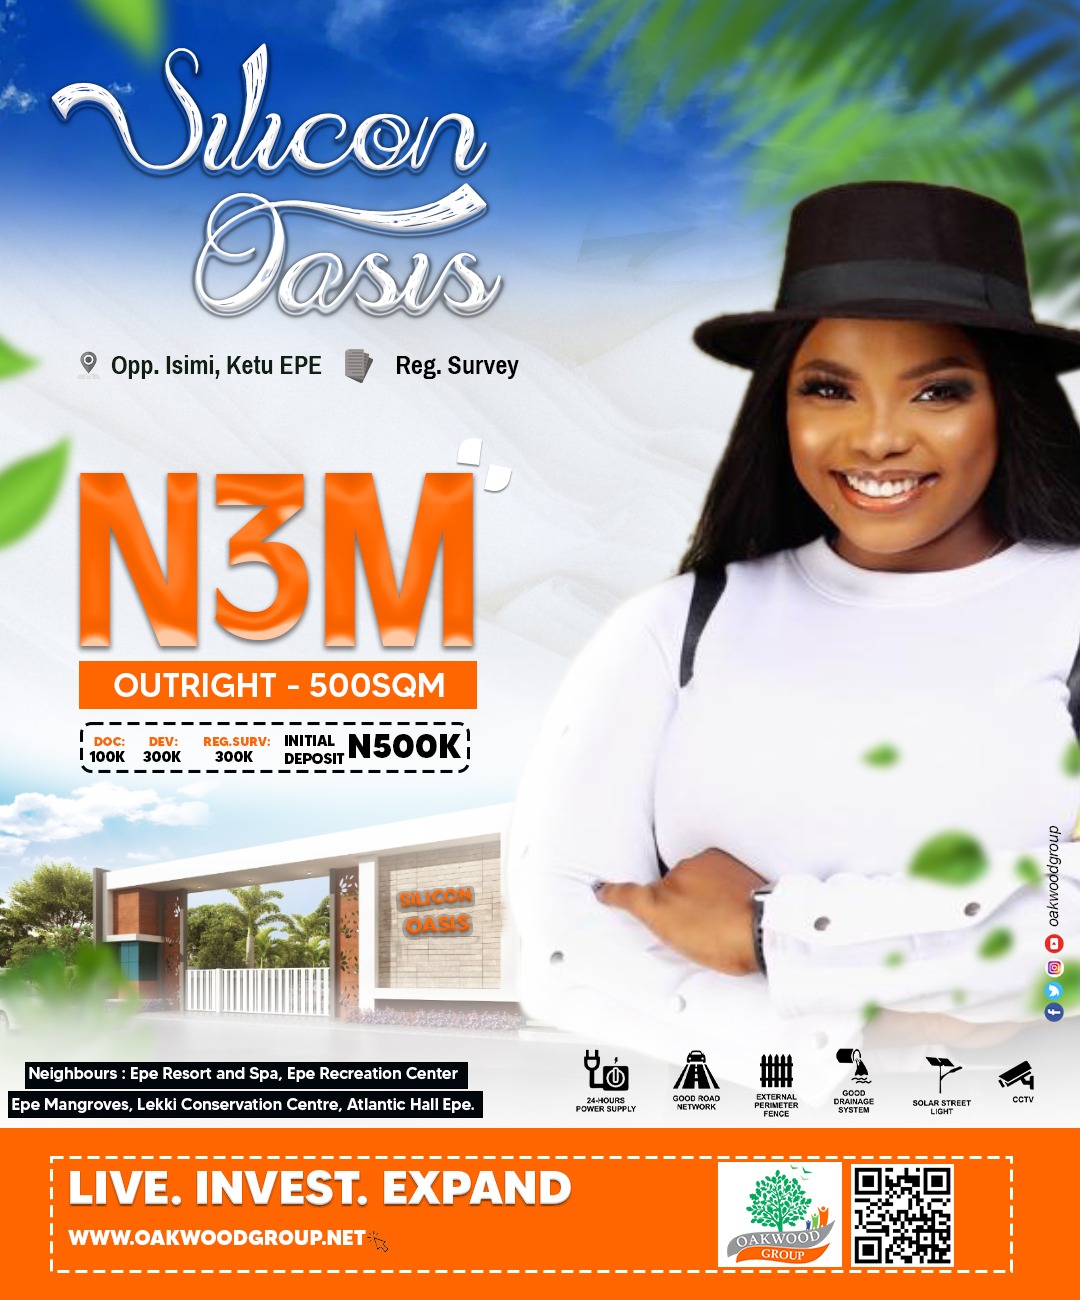 Silicon
Oasis
Opp. Isimi, Ketu EPE Reg. Survey
N3M
OUTRIGHT - 500SQM
DOC: DEV: REG.SURV: INITIAL N500K
100K 300K 300K DEPOSIT
SILICON
OASIS
oakwoodgroup
Neighbours : Epe Resort and Spa, Epe Recreation Center
Epe Mangroves, Lekki Conservation Centre, Atlantic Hall Epe.
24-HOURS
POWER SUPPLY
GOOD ROAD
NETWORK
EXTERNAL
PERIMETER
FENCE
GOOD
DRAINAGE
SYSTEM
SOLAR STREET
LIGHT
CCTV
LIVE. INVEST. EXPAND
WWW.OAKWOODGROUP.NET
OAKWOOD
GROUP